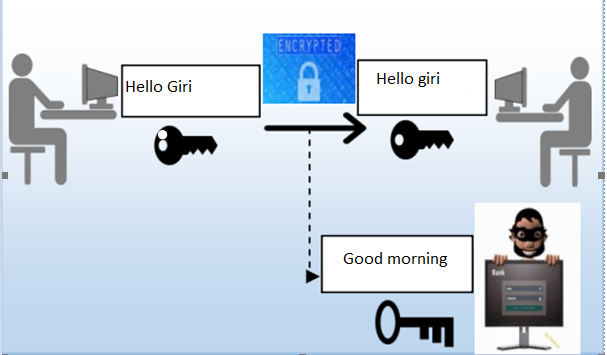 ENCRYPTED
Hello Giri
Hello giri
Good morning
Bank